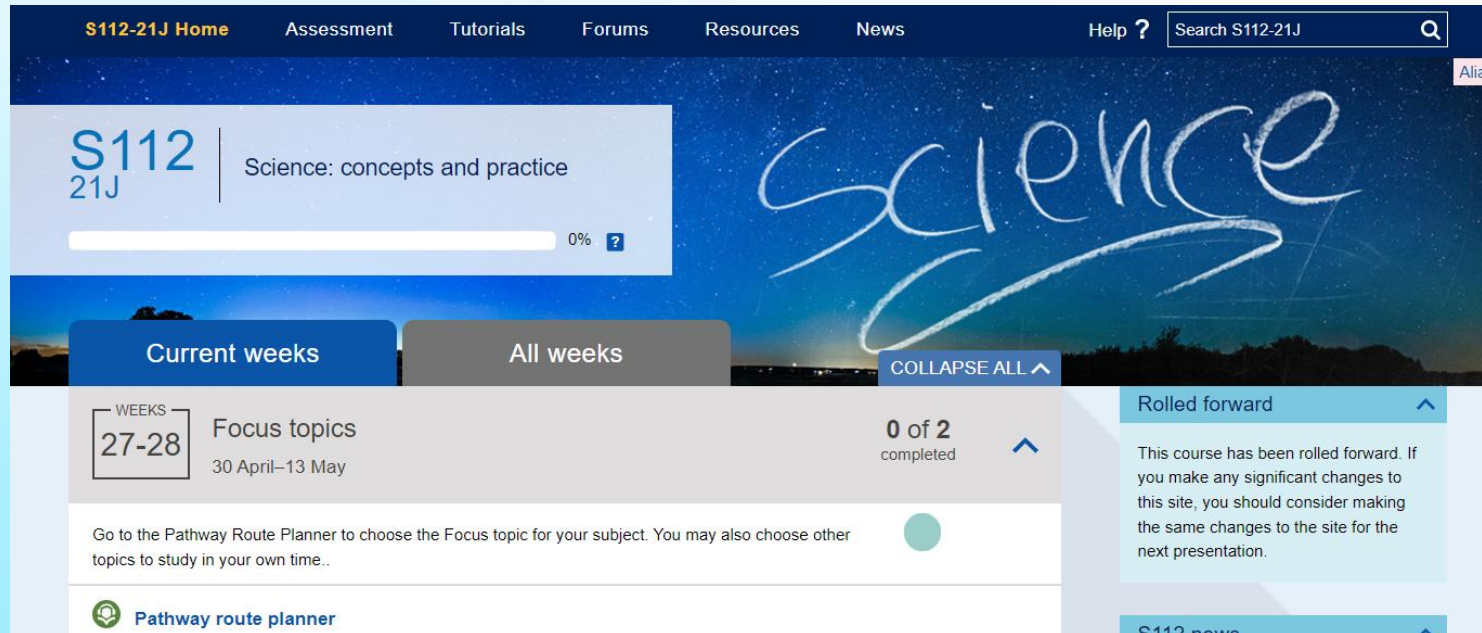 S112-21J Home Assessment Tutorials Forums Resources News Help ? Search S112-21J
Alia
S112
21J
Science: concepts and practice
0% ?
Science
Current weeks All weeks COLLAPSE ALL
WEEKS
27-28
Focus topics
30 April–13 May
0 of 2
completed
Go to the Pathway Route Planner to choose the Focus topic for your subject. You may also choose other
topics to study in your own time..
Pathway route planner
Rolled forward
This course has been rolled forward. If
you make any significant changes to
this site, you should consider making
the same changes to the site for the
next presentation.
S112 news